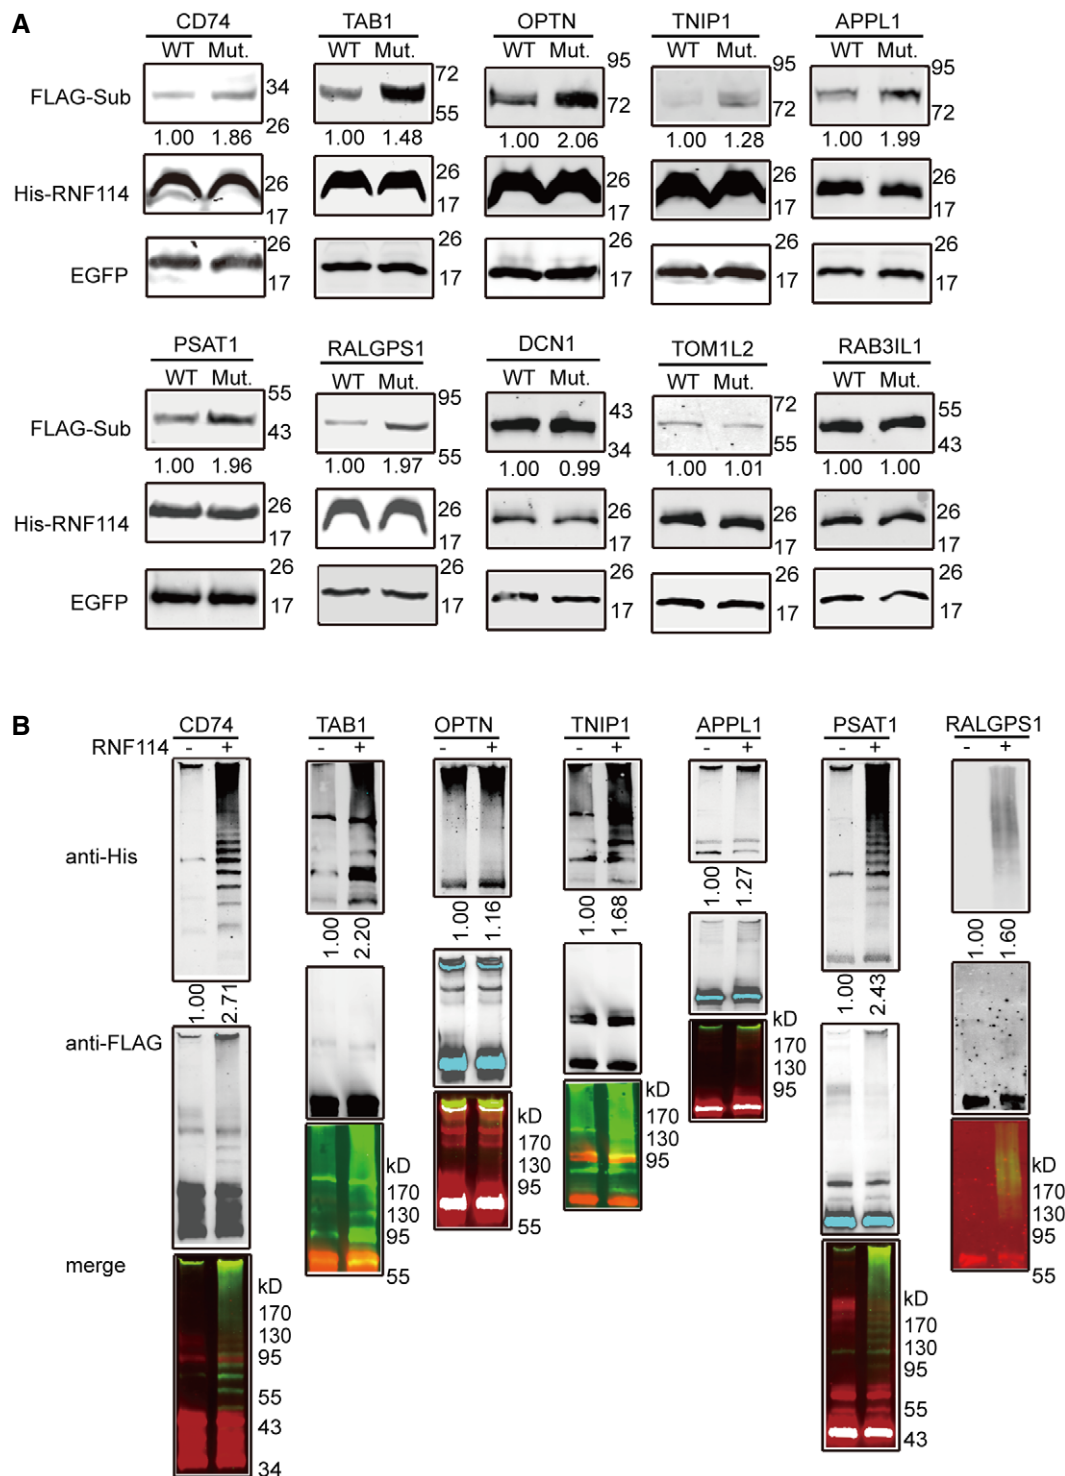 A
CD74 TAB1 OPTN TNIP1 APPL1
WT Mut. WT Mut. WT Mut. WT Mut. WT Mut.
FLAG-Sub 34 26 72 55 95 72 95 72 95 72
1.00 1.86 1.00 1.48 1.00 2.06 1.00 1.28 1.00 1.99
His-RNF114 26 17 26 17 26 17 26 17 26 17
EGFP 26 17 26 17 26 17 26 17 26 17
PSAT1 RALGPS1 DCN1 TOM1L2 RAB3IL1
WT Mut. WT Mut. WT Mut. WT Mut. WT Mut.
FLAG-Sub 55 43 95 55 43 34 72 55 55 43
1.00 1.96 1.00 1.97 1.00 0.99 1.00 1.01 1.00 1.00
His-RNF114 26 17 26 17 26 17 26 17 26 17
EGFP 26 17 26 17 26 17 26 17 26 17
B
CD74 TAB1 OPTN TNIP1 APPL1 PSAT1 RALGPS1
RNF114 - + - + - + - + - + - + - +
anti-His
1.00 2.71 1.00 2.20 1.00 1.16 1.00 1.68 1.00 1.27 1.00 2.43 1.00 1.60
anti-FLAG
merge
kD 170 130 95 55 43 34
kD 170 130 95 55
kD 170 130 95 55
kD 170 130 95
kD 170 130 95
kD 170 130 95 55 43
kD 170 130 95 55